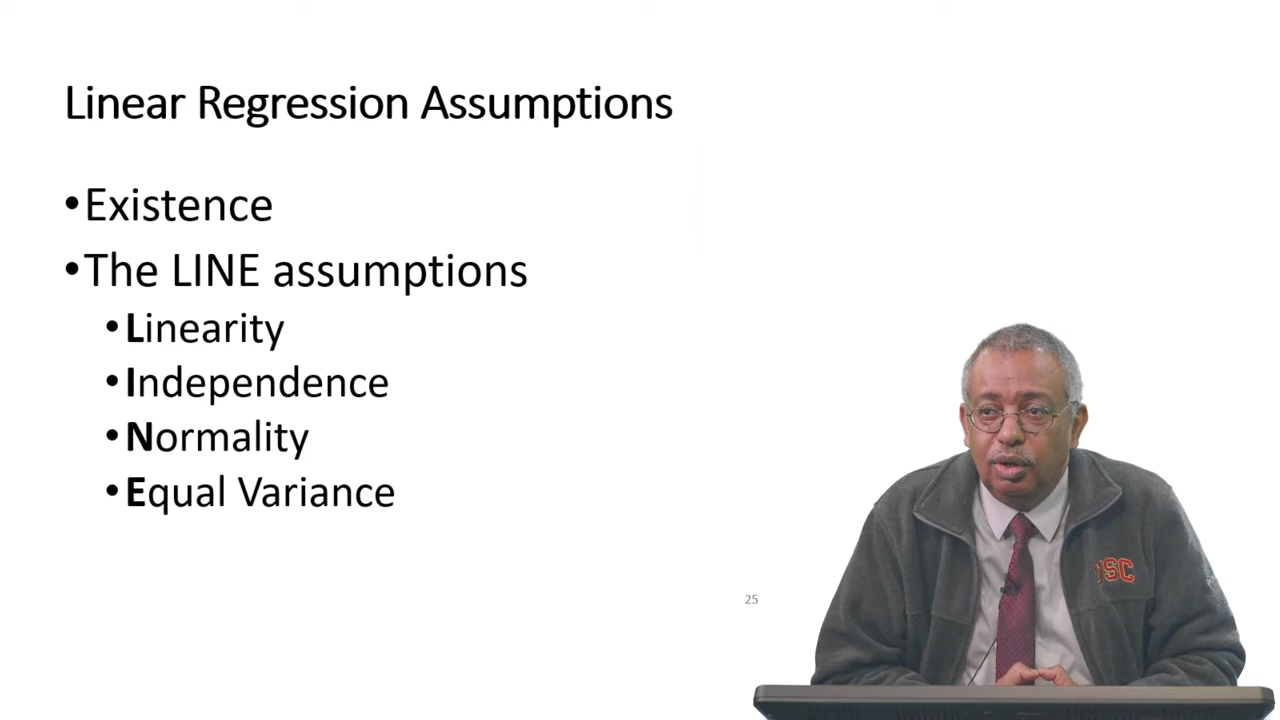 Linear Regression Assumptions
•Existence
•The LINE assumptions
•Linearity
•Independence
•Normality
•Equal Variance
USC
25